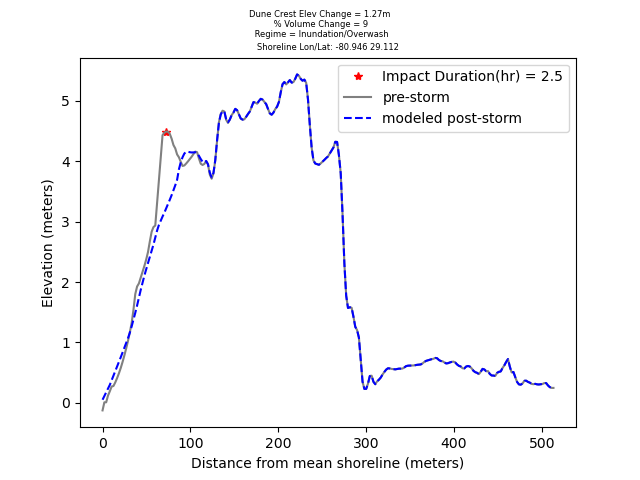 Dune Crest Elev Change = 1.27m
% Volume Change = 9
Regime = Inundation/Overwash
Shoreline Lon/Lat: -80.946 29.112
Impact Duration(hr) = 2.5
pre-storm
modeled post-storm
Elevation (meters)
5
4
3
2
1
0
0 100 200 300 400 500
Distance from mean shoreline (meters)